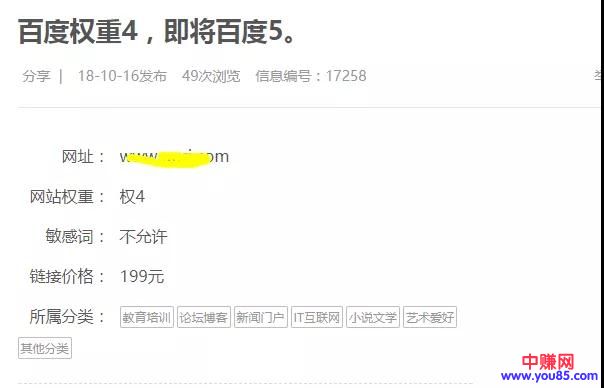 百度权重4，即将百度5。
分享 | 18-10-16发布 49次浏览 信息编号：17258
网址： www
网站权重： 权4
敏感词： 不允许
链接价格： 199元
所属分类： 教育培训 论坛博客 新闻门户 IT互联网 小说文学 艺术爱好
其他分类
中赚网
www.you85.com